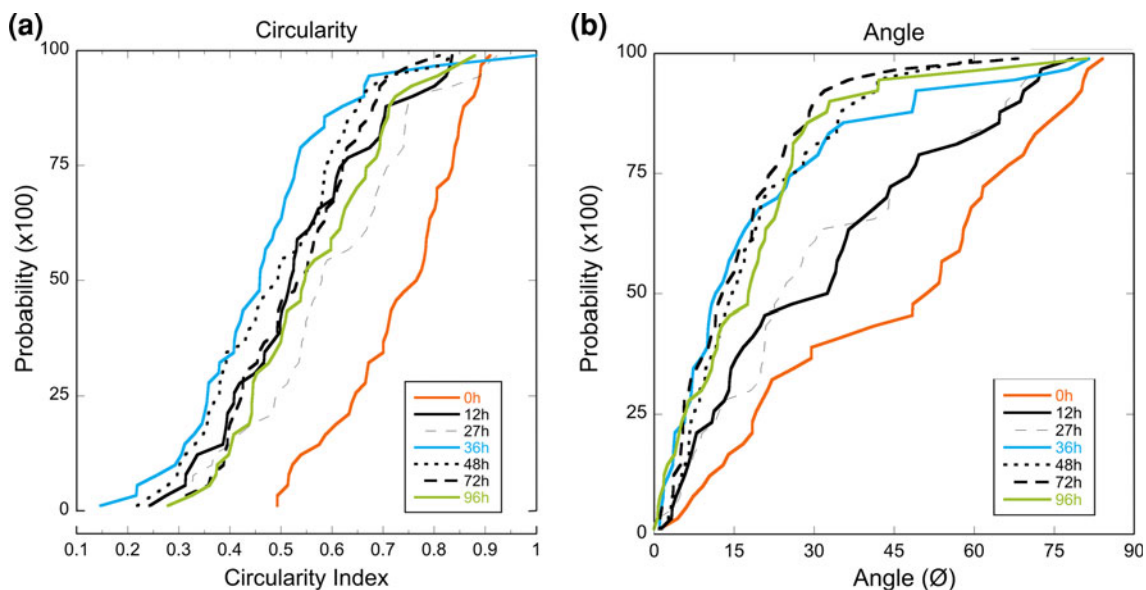 (a)
Circularity
100
75
50
25
0
Probability (x100)
0h
12h
27h
36h
48h
72h
96h
0.1 0.2 0.3 0.4 0.5 0.6 0.7 0.8 0.9 1
Circularity Index
(b)
Angle
100
75
50
25
0
Probability (x100)
0h
12h
27h
36h
48h
72h
96h
0 15 30 45 60 75 90
Angle (Ø)